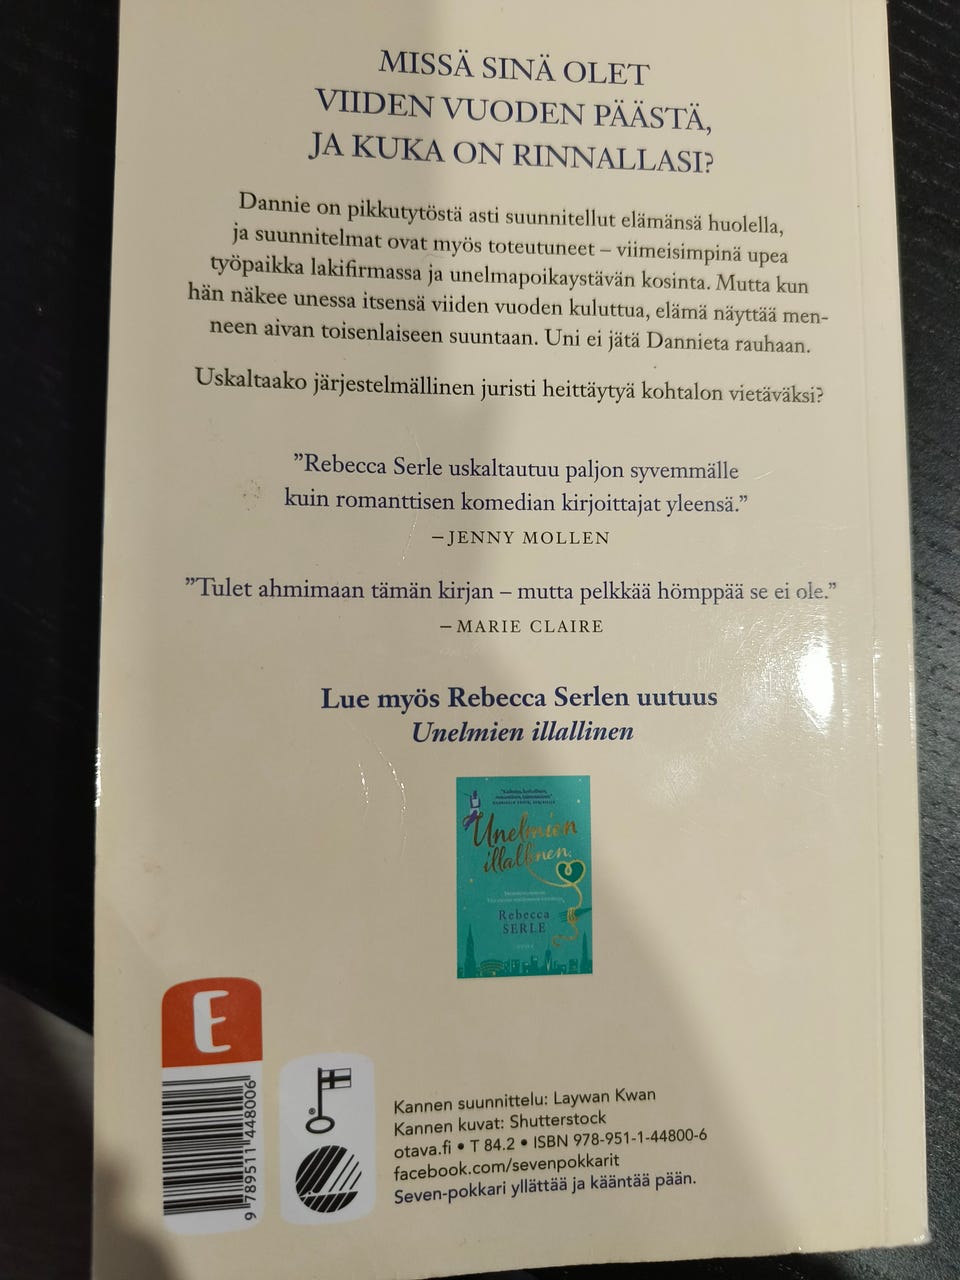 MISSÄ SINÄ OLET
VIIDEN VUODEN PÄÄSTÄ,
JA KUKA ON RINNALLASI?
Dannie on pikkutytöstä asti suunnitellut elämänsä huolella,
ja suunnitelmat ovat myös toteutuneet – viimeisimpinä upea
työpaikka lakifirmassa ja unelmapoikaystävän kosinta. Mutta kun
hän näkee unessa itsensä viiden vuoden kuluttua, elämä näyttää men-
neen aivan toisenlaiseen suuntaan. Uni ei jätä Dannieta rauhaan.
Uskaltaako järjestelmällinen juristi heittäytyä kohtalon vietäväksi?
”Rebecca Serle uskaltautuu paljon syvemmälle
kuin romanttisen komedian kirjoittajat yleensä.”
–JENNY MOLLEN
”Tulet ahmimaan tämän kirjan – mutta pelkkää hömppää se ei ole.”
–MARIE CLAIRE
Lue myös Rebecca Serlen uutuus
Unelmien illallinen
Unelmien
illallinen
Rebecca
SERLE
E
9 789511 448006
®
Kannen suunnittelu: Laywan Kwan
Kannen kuvat: Shutterstock
otava.fi • T 84.2 • ISBN 978-951-1-44800-6
facebook.com/sevenpokkarit
Seven-pokkari yllättää ja kääntää pään.